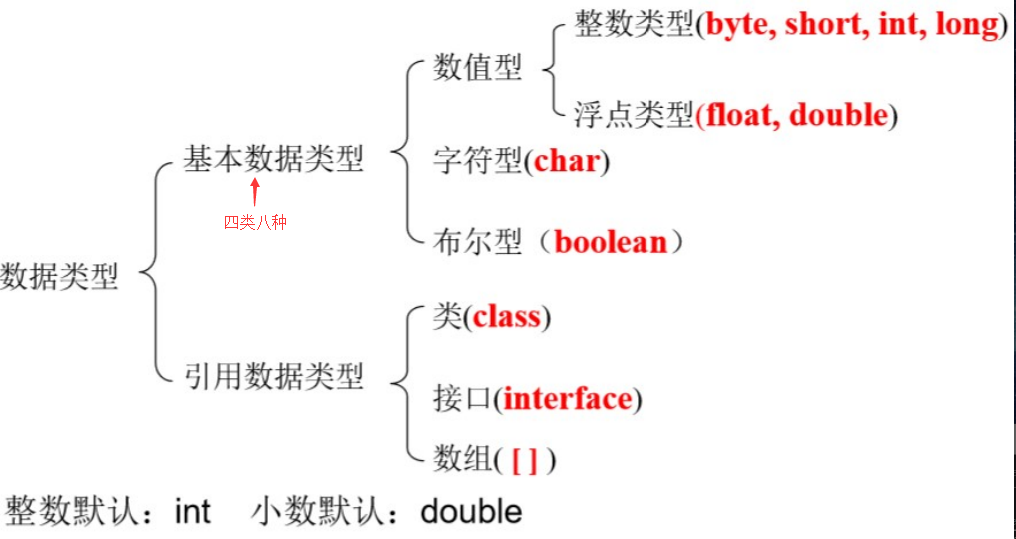 整数类型(byte, short, int, long)
数值型
浮点类型(float, double)
基本数据类型
字符型(char)
四类八种
布尔型（boolean）
数据类型
类(class)
引用数据类型
接口(interface)
数组( [ ] )
整数默认：int 小数默认：double